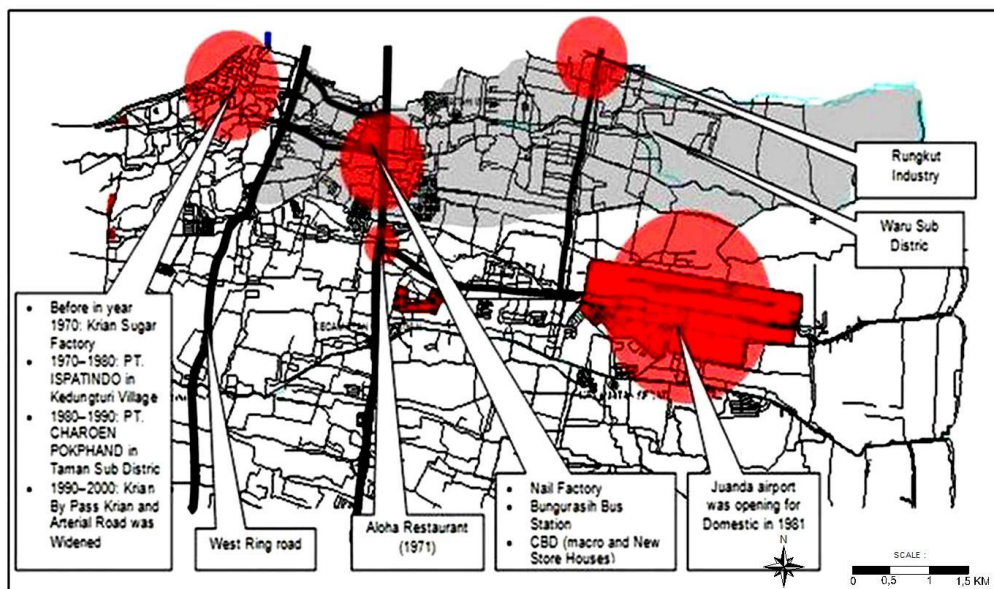 Rungkut
Industry
Waru Sub
Distric
• Before in year
1970: Krian Sugar
Factory
• 1970–1980: PT.
ISPATINDO in
Kedungturi Village
• 1980–1990: PT.
CHAROEN
POKPHAND in
Taman Sub Distric
• 1990–2000: Krian
By Pass Krian and
Arterial Road was
Widened
West Ring road
Aloha Restaurant
(1971)
• Nail Factory
• Bungurasih Bus
Station
• CBD (macro and New
Store Houses)
Juanda airport
was opening for
Domestic in 1981
N
SCALE :
0 0,5 1 1,5 KM